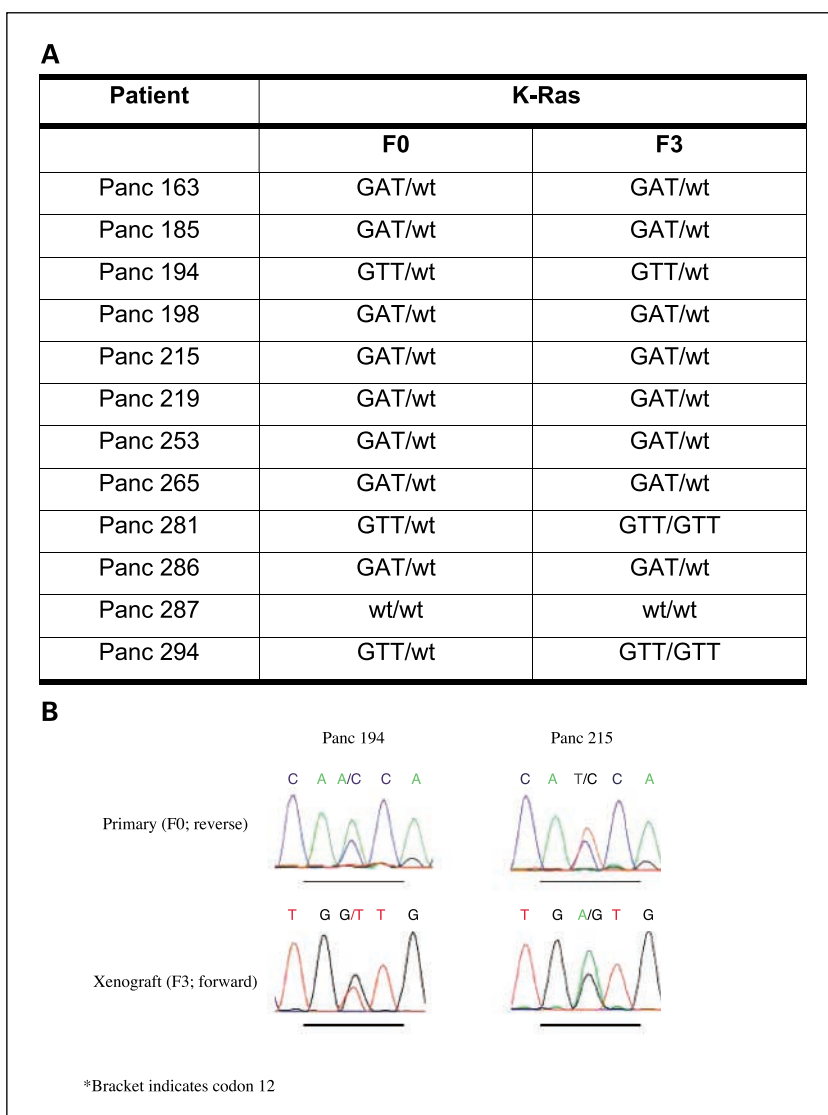 A
Patient K-Ras
F0 F3
Panc 163 GAT/wt GAT/wt
Panc 185 GAT/wt GAT/wt
Panc 194 GTT/wt GTT/wt
Panc 198 GAT/wt GAT/wt
Panc 215 GAT/wt GAT/wt
Panc 219 GAT/wt GAT/wt
Panc 253 GAT/wt GAT/wt
Panc 265 GAT/wt GAT/wt
Panc 281 GTT/wt GTT/GTT
Panc 286 GAT/wt GAT/wt
Panc 287 wt/wt wt/wt
Panc 294 GTT/wt GTT/GTT
B
Panc 194 Panc 215
C A A/C C A C A T/C C A
Primary (F0; reverse)
T G G/T T G T G A/G T G
Xenograft (F3; forward)
*Bracket indicates codon 12